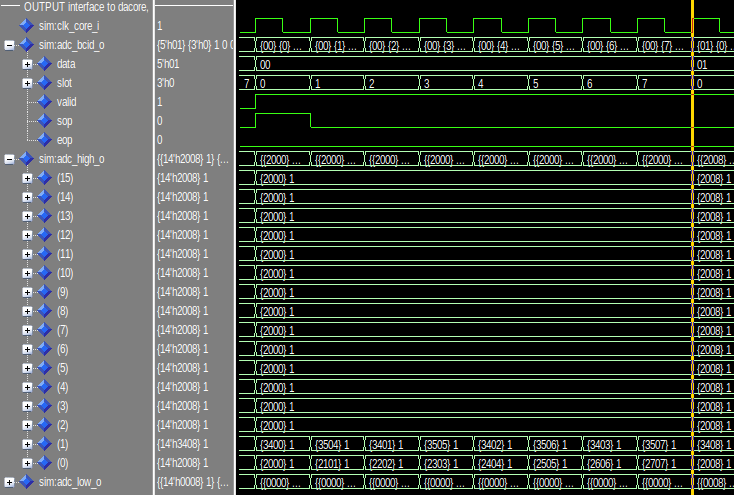 OUTPUT interface to dacore,
sim:clk_core_i 1
sim:adc_bcid_o {5'h01} {3'h0} 1 0 0 {00} {0} ... {00} {1} ... {00} {2} ... {00} {3} ... {00} {4} ... {00} {5} ... {00} {6} ... {00} {7} ... {01} {0} ...
data 5'h01 00 01
slot 3'h0 7 0 1 2 3 4 5 6 7 0
valid 1
sop 0
eop 0
sim:adc_high_o {{14'h2008} 1} {... {{2000} ... {{2000} ... {{2000} ... {{2000} ... {{2000} ... {{2000} ... {{2000} ... {{2000} ... {{2008} ...
(15) {14'h2008} 1 {2000} 1 {2008} 1
(14) {14'h2008} 1 {2000} 1 {2008} 1
(13) {14'h2008} 1 {2000} 1 {2008} 1
(12) {14'h2008} 1 {2000} 1 {2008} 1
(11) {14'h2008} 1 {2000} 1 {2008} 1
(10) {14'h2008} 1 {2000} 1 {2008} 1
(9) {14'h2008} 1 {2000} 1 {2008} 1
(8) {14'h2008} 1 {2000} 1 {2008} 1
(7) {14'h2008} 1 {2000} 1 {2008} 1
(6) {14'h2008} 1 {2000} 1 {2008} 1
(5) {14'h2008} 1 {2000} 1 {2008} 1
(4) {14'h2008} 1 {2000} 1 {2008} 1
(3) {14'h2008} 1 {2000} 1 {2008} 1
(2) {14'h2008} 1 {2000} 1 {2008} 1
(1) {14'h3408} 1 {3400} 1 {3504} 1 {3401} 1 {3505} 1 {3402} 1 {3506} 1 {3403} 1 {3507} 1 {3408} 1
(0) {14'h2008} 1 {2000} 1 {2101} 1 {2202} 1 {2303} 1 {2404} 1 {2505} 1 {2606} 1 {2707} 1 {2008} 1
sim:adc_low_o {{14'h0008} 1} {... {{0000} ... {{0000} ... {{0000} ... {{0000} ... {{0000} ... {{0000} ... {{0000} ... {{0000} ... {{0008} ...